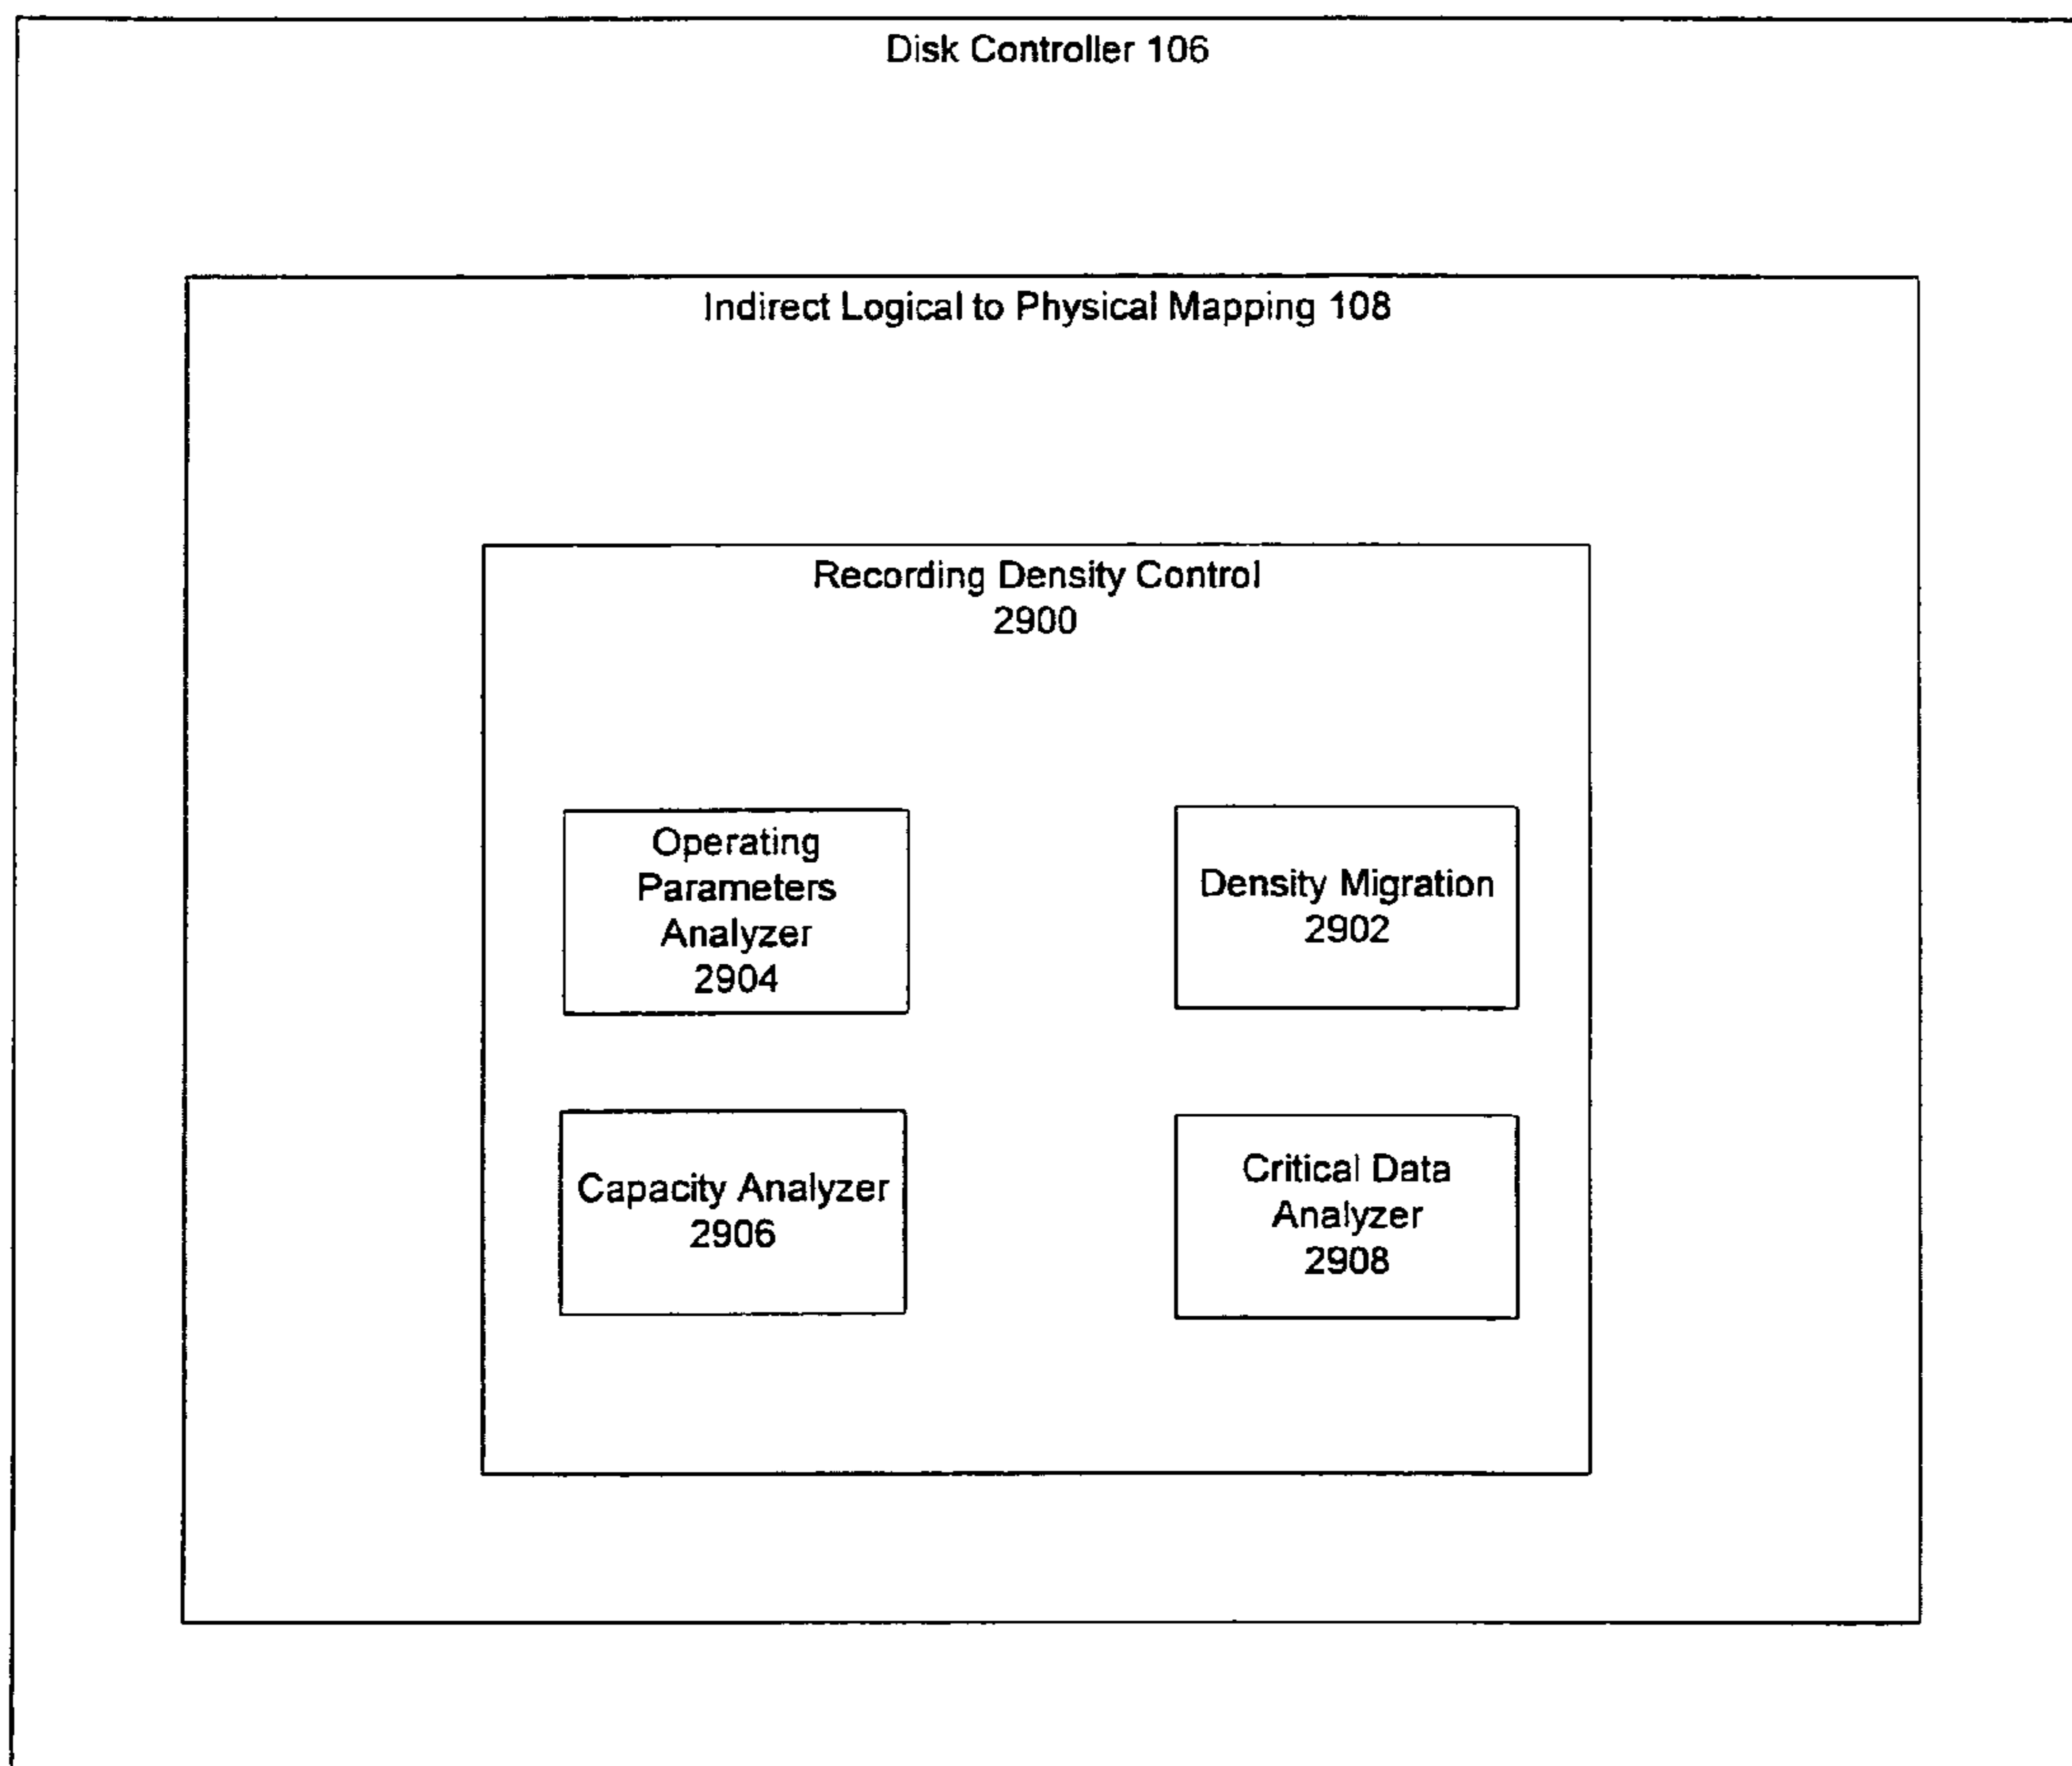 Disk Controller 106
Indirect Logical to Physical Mapping 108
Recording Density Control
2900
Operating
Parameters
Analyzer
2904
Density Migration
2902
Capacity Analyzer
2906
Critical Data
Analyzer
2908